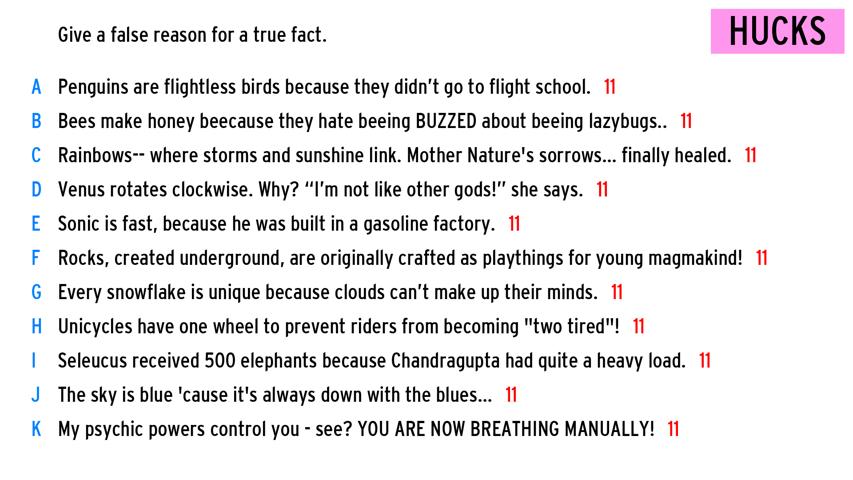 Give a false reason for a true fact.
HUCKS
A Penguins are flightless birds because they didn’t go to flight school. 11
B Bees make honey beecause they hate beeing BUZZED about beeing lazybugs.. 11
C Rainbows-- where storms and sunshine link. Mother Nature's sorrows... finally healed. 11
D Venus rotates clockwise. Why? “I’m not like other gods!” she says. 11
E Sonic is fast, because he was built in a gasoline factory. 11
F Rocks, created underground, are originally crafted as playthings for young magmakind! 11
G Every snowflake is unique because clouds can’t make up their minds. 11
H Unicycles have one wheel to prevent riders from becoming "two tired"! 11
I Seleucus received 500 elephants because Chandragupta had quite a heavy load. 11
J The sky is blue 'cause it's always down with the blues... 11
K My psychic powers control you - see? YOU ARE NOW BREATHING MANUALLY! 11